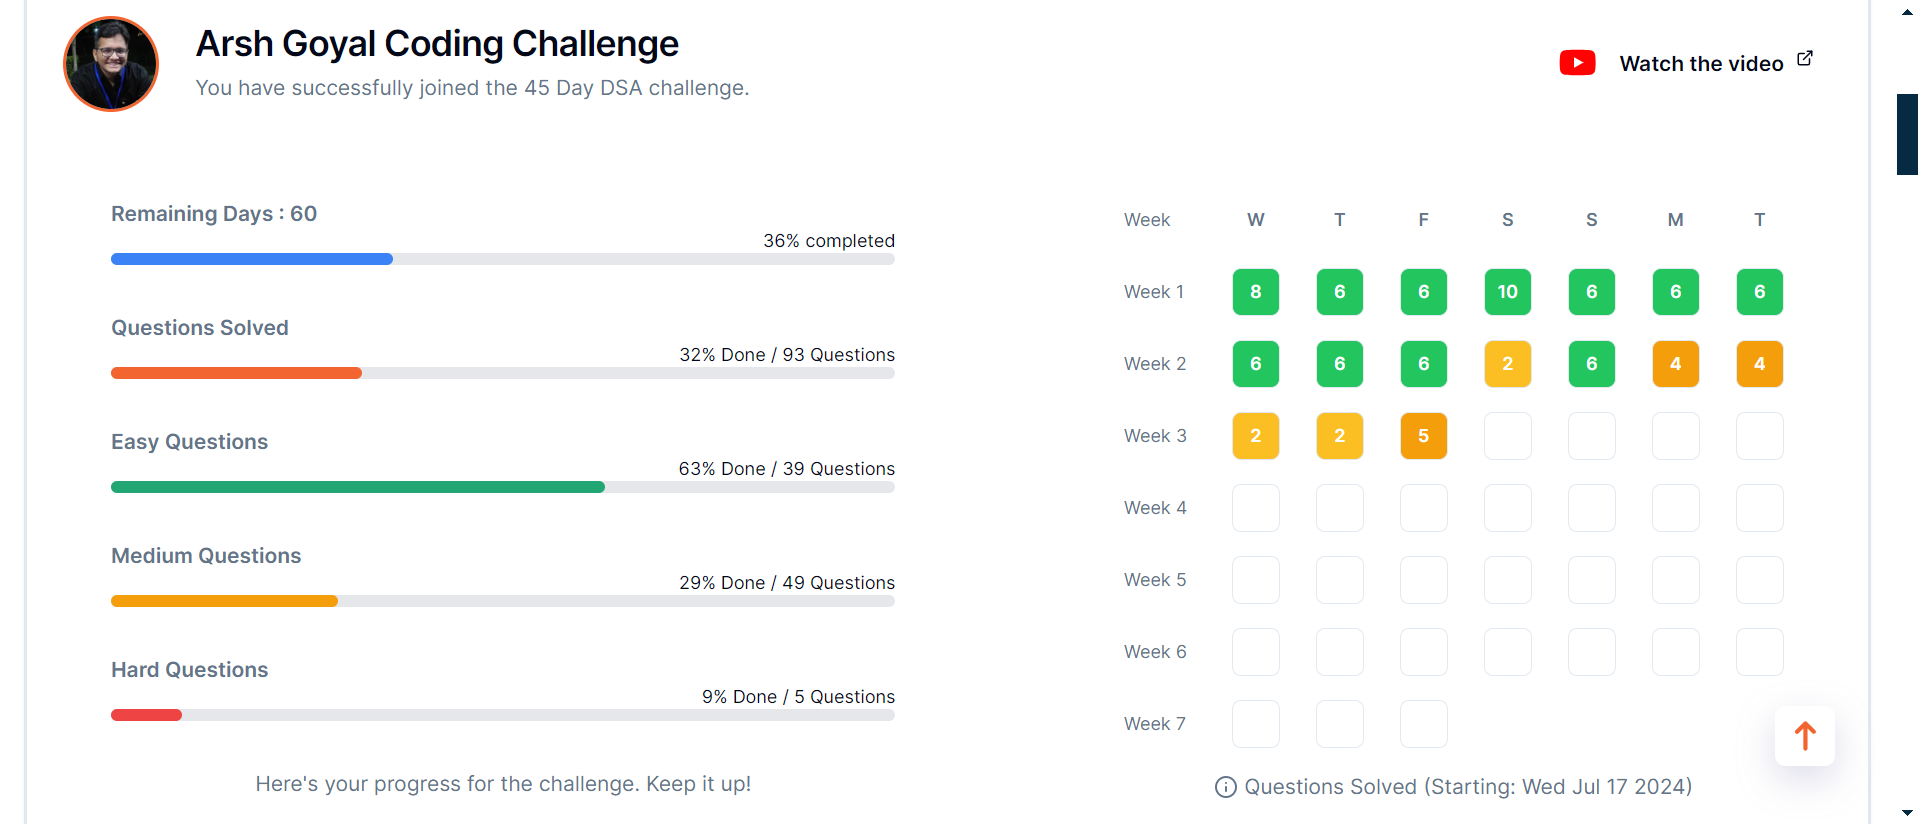 Arsh Goyal Coding Challenge
You have successfully joined the 45 Day DSA challenge.
Watch the video
Remaining Days : 60
36% completed
Questions Solved
32% Done / 93 Questions
Easy Questions
63% Done / 39 Questions
Medium Questions
29% Done / 49 Questions
Hard Questions
9% Done / 5 Questions
Here's your progress for the challenge. Keep it up!
Week W T F S S M T
Week 1 8 6 6 10 6 6 6
Week 2 6 6 6 2 6 4 4
Week 3 2 2 5
Week 4
Week 5
Week 6
Week 7
Questions Solved (Starting: Wed Jul 17 2024)